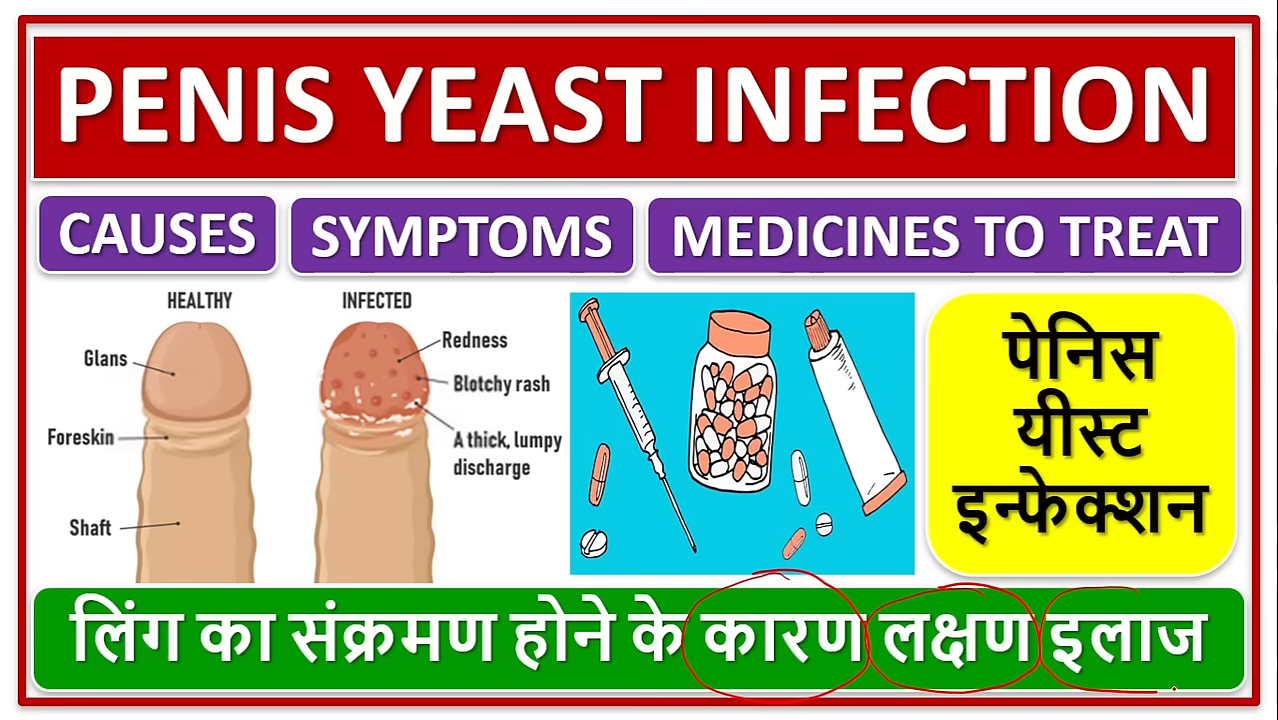 PENIS YEAST INFECTION
CAUSES
SYMPTOMS
MEDICINES TO TREAT
HEALTHY
Glans
Foreskin
Shaft
INFECTED
Redness
Blotchy rash
A thick, lumpy
discharge
पेनिस
यीस्ट
इन्फेक्शन
लिंग का संक्रमण होने के कारण लक्षण इलाज